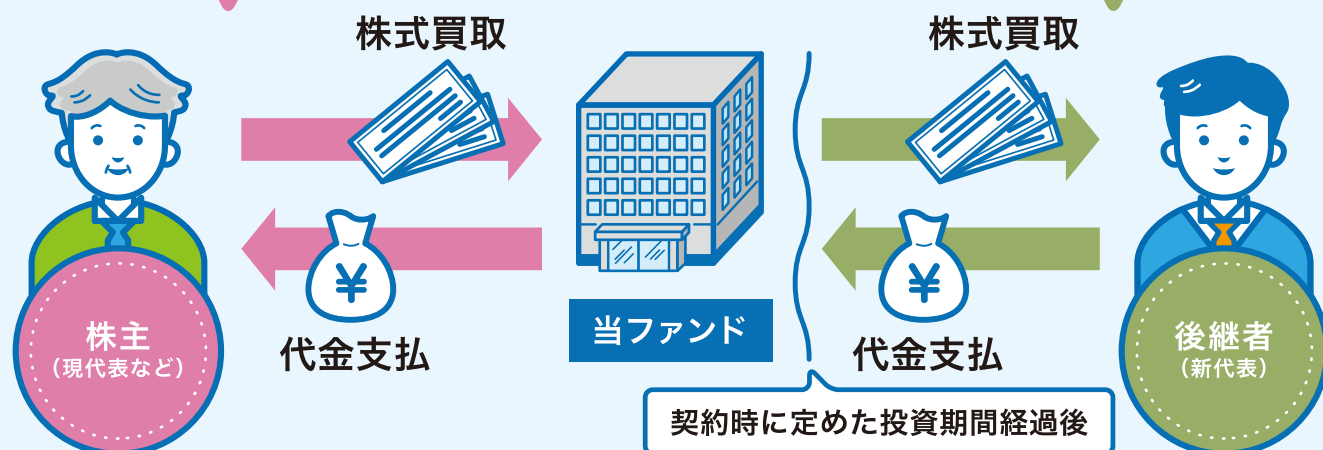 株式買取
株式買取
¥
¥
当ファンド
株主
（現代表など）
代金支払
代金支払
後継者
（新代表）
契約時に定めた投資期間経過後